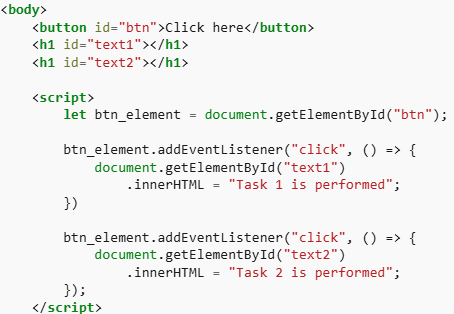 <body>
    <button id="btn">Click here</button>
    <h1 id="text1"></h1>
    <h1 id="text2"></h1>

    <script>
        let btn_element = document.getElementById("btn");

        btn_element.addEventListener("click", () => {
            document.getElementById("text1")
                .innerHTML = "Task 1 is performed";
        })

        btn_element.addEventListener("click", () => {
            document.getElementById("text2")
                .innerHTML = "Task 2 is performed";
        });
    </script>